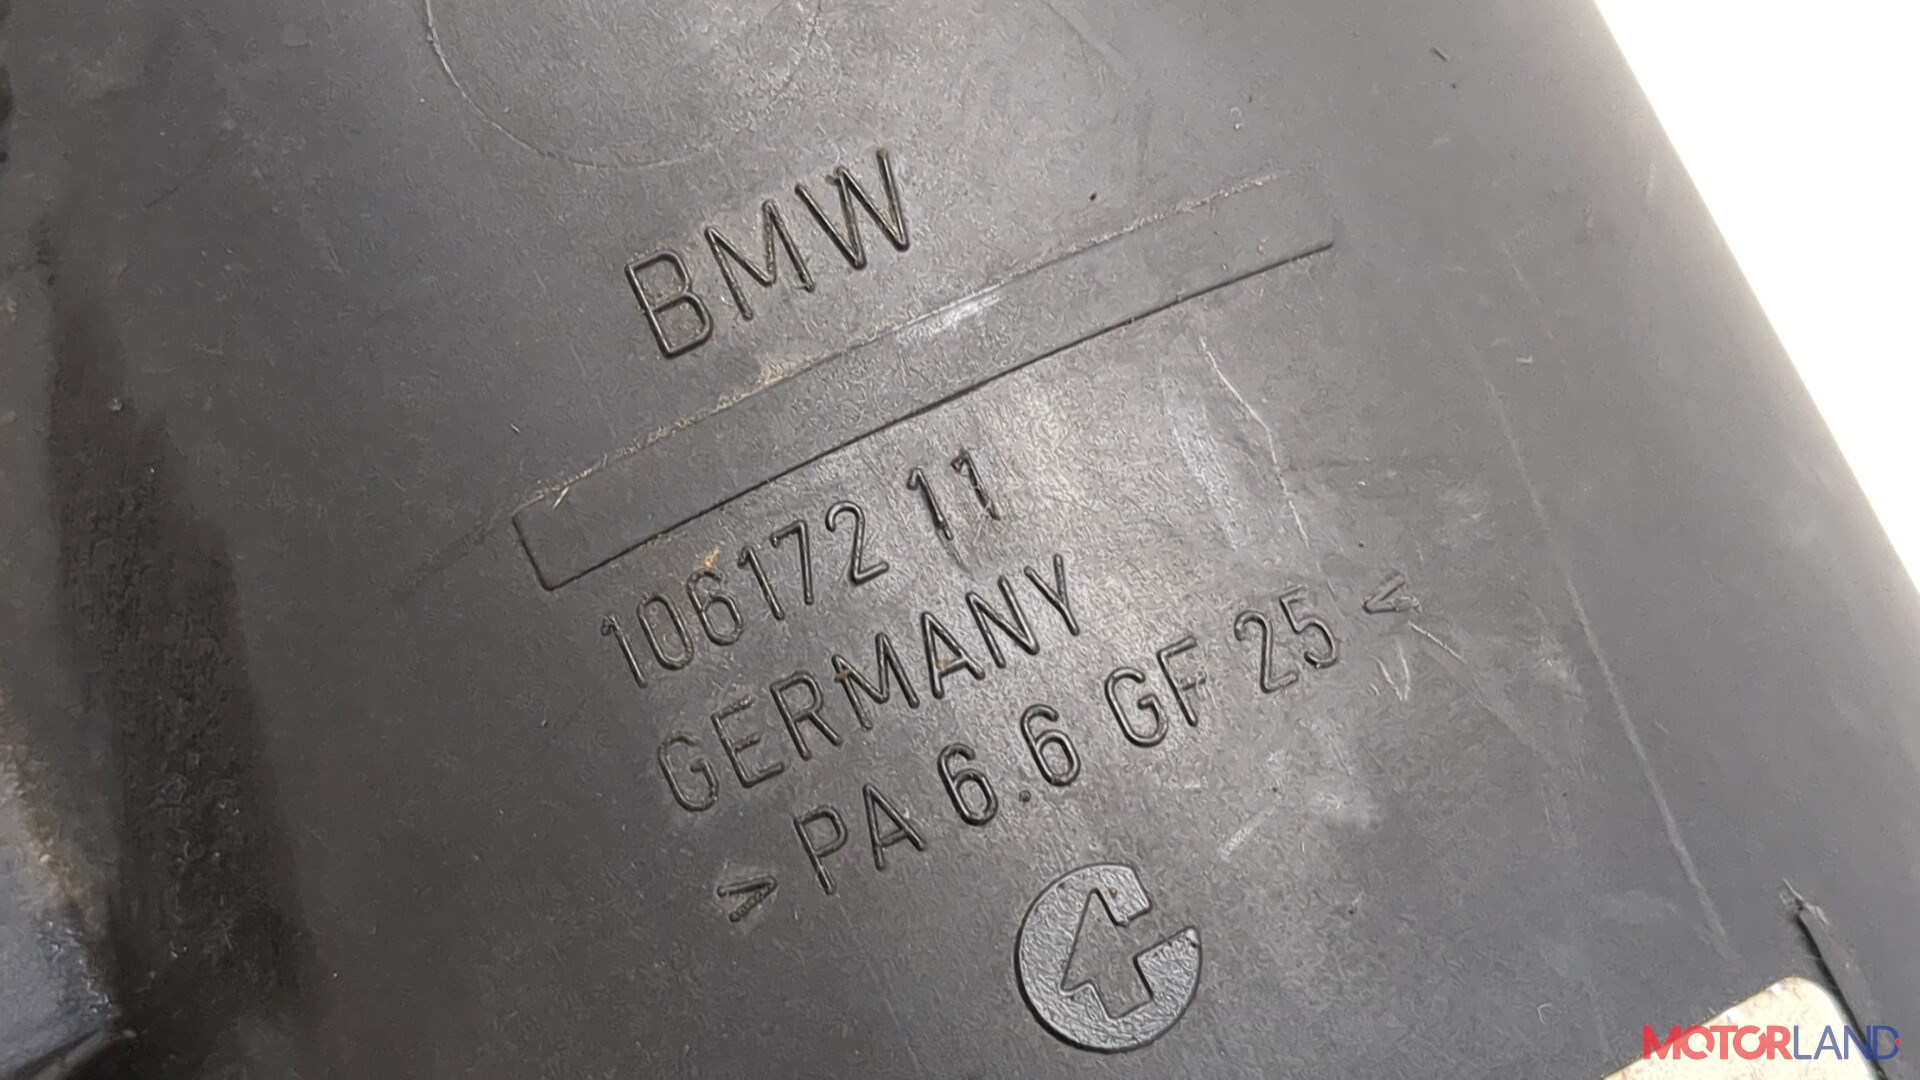 BMW
106172 11
GERMANY
> PA 6.6 GF 25 <
MOTORLAND